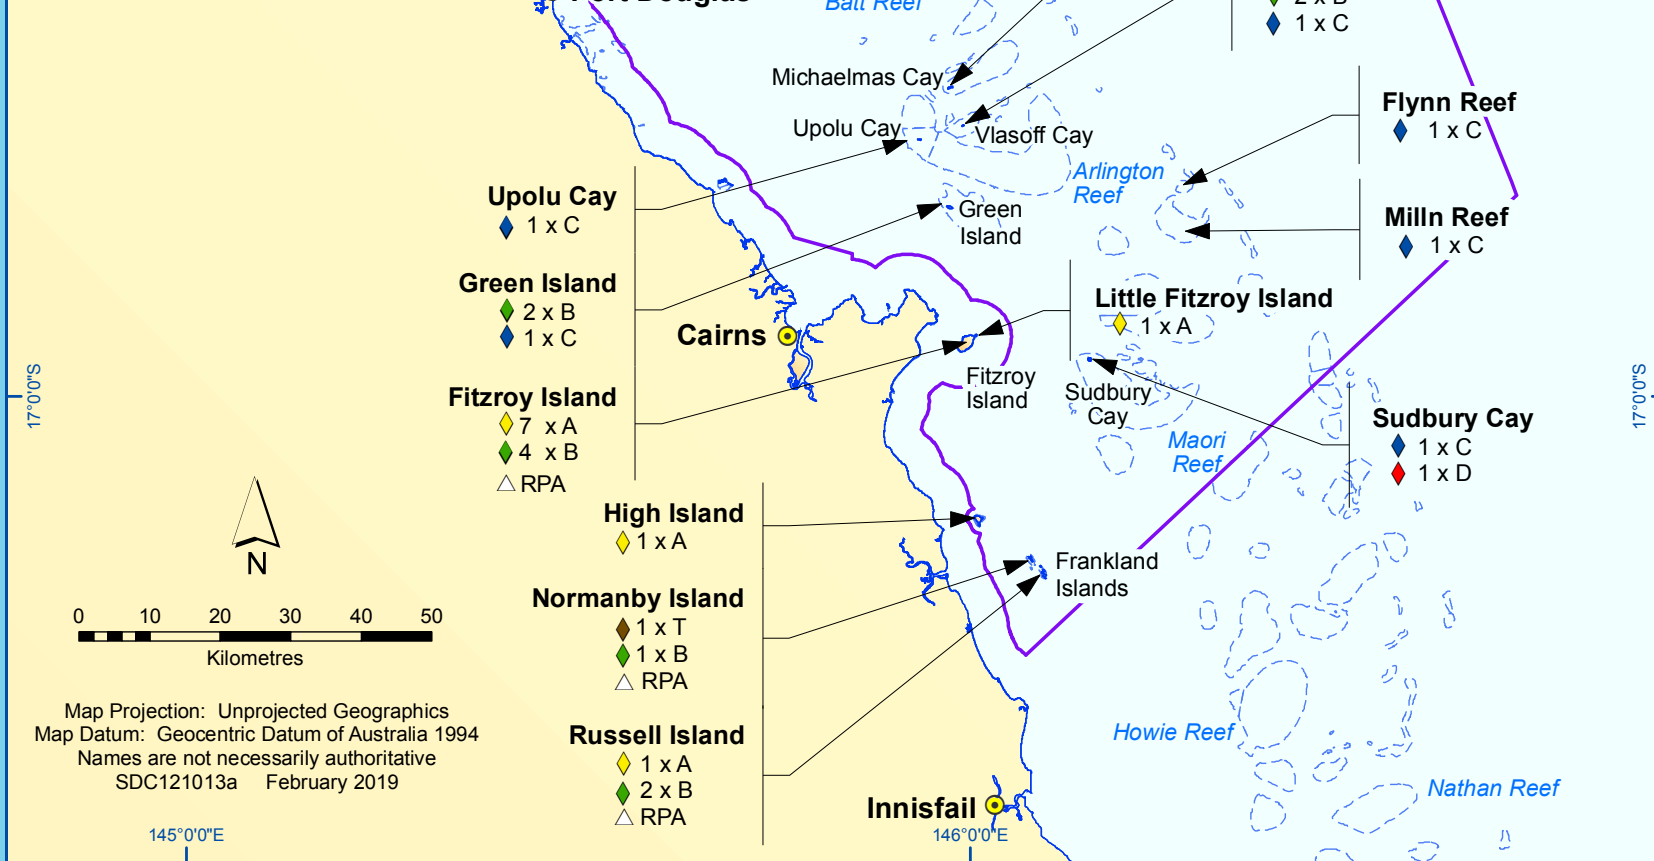 Port Douglas
Batt Reef
2 x B
1 x C
Michaelmas Cay
Upolu Cay
Vlasoff Cay
Flynn Reef
1 x C
Arlington
Reef
Upolu Cay
1 x C
Green
Island
Milln Reef
1 x C
Green Island
2 x B
1 x C
Little Fitzroy Island
1 x A
Cairns
Fitzroy
Island
17°0'0"S
17°0'0"S
Sudbury
Cay
Fitzroy Island
7 x A
4 x B
RPA
Sudbury Cay
1 x C
1 x D
Maori
Reef
High Island
1 x A
N
Frankland
Islands
Normanby Island
1 x T
1 x B
RPA
0 10 20 30 40 50
Kilometres
Map Projection: Unprojected Geographics
Map Datum: Geocentric Datum of Australia 1994
Names are not necessarily authoritative
SDC121013a February 2019
Russell Island
1 x A
2 x B
RPA
Howie Reef
Nathan Reef
Innisfail
145°0'0"E
146°0'0"E